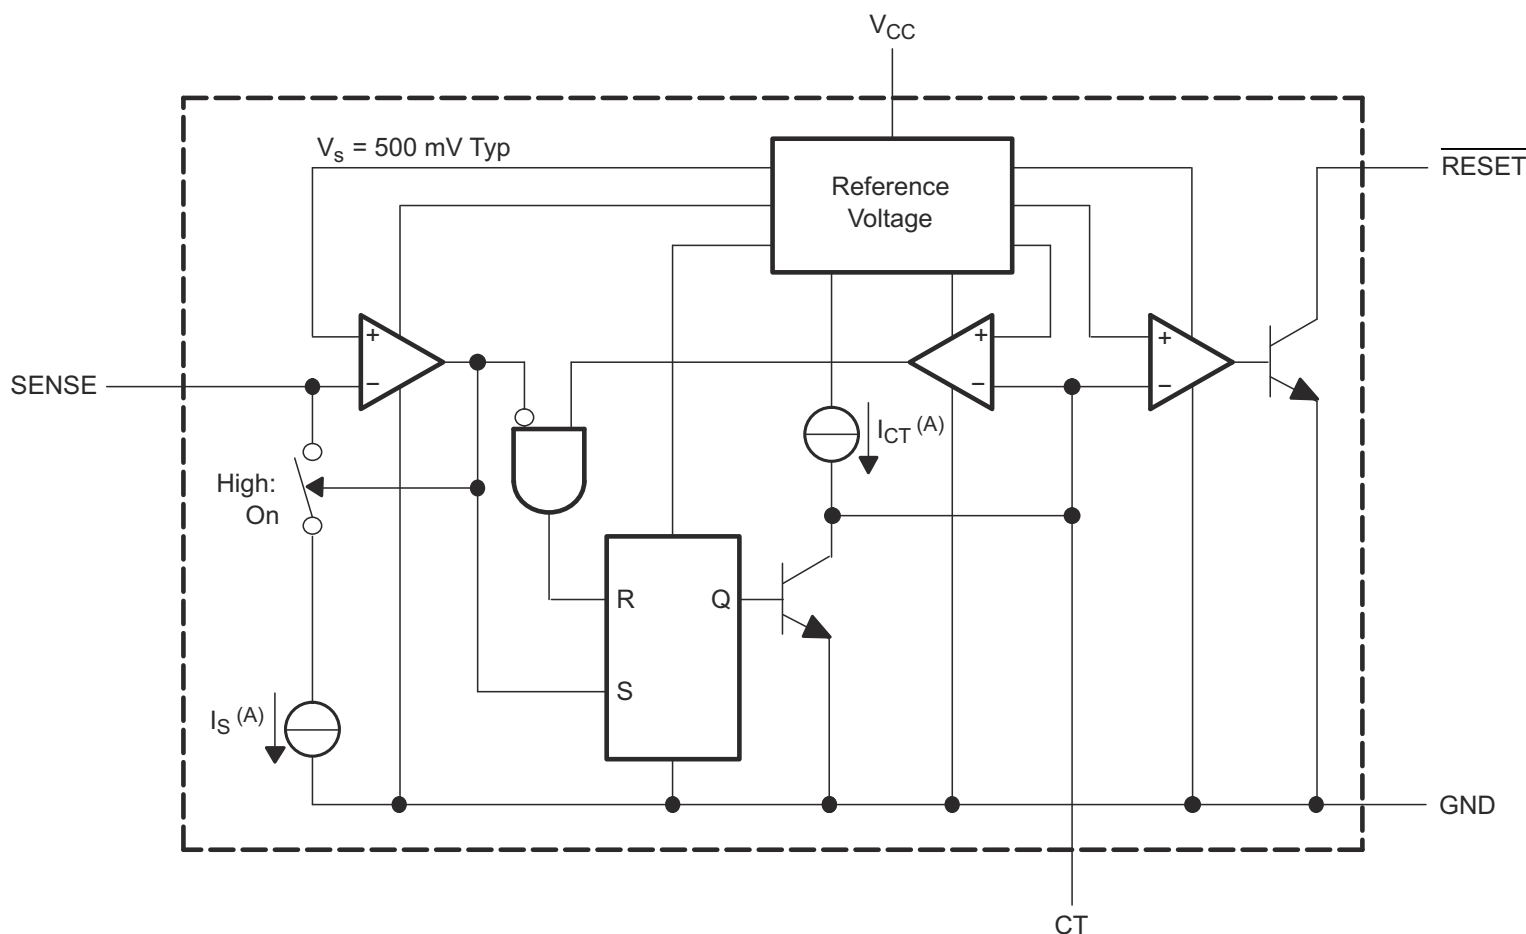 VCC
Vs = 500 mV Typ
Reference
Voltage
RESET
+
+
+
SENSE
−
−
−
ICT (A)
High:
On
R
Q
S
IS (A)
GND
CT